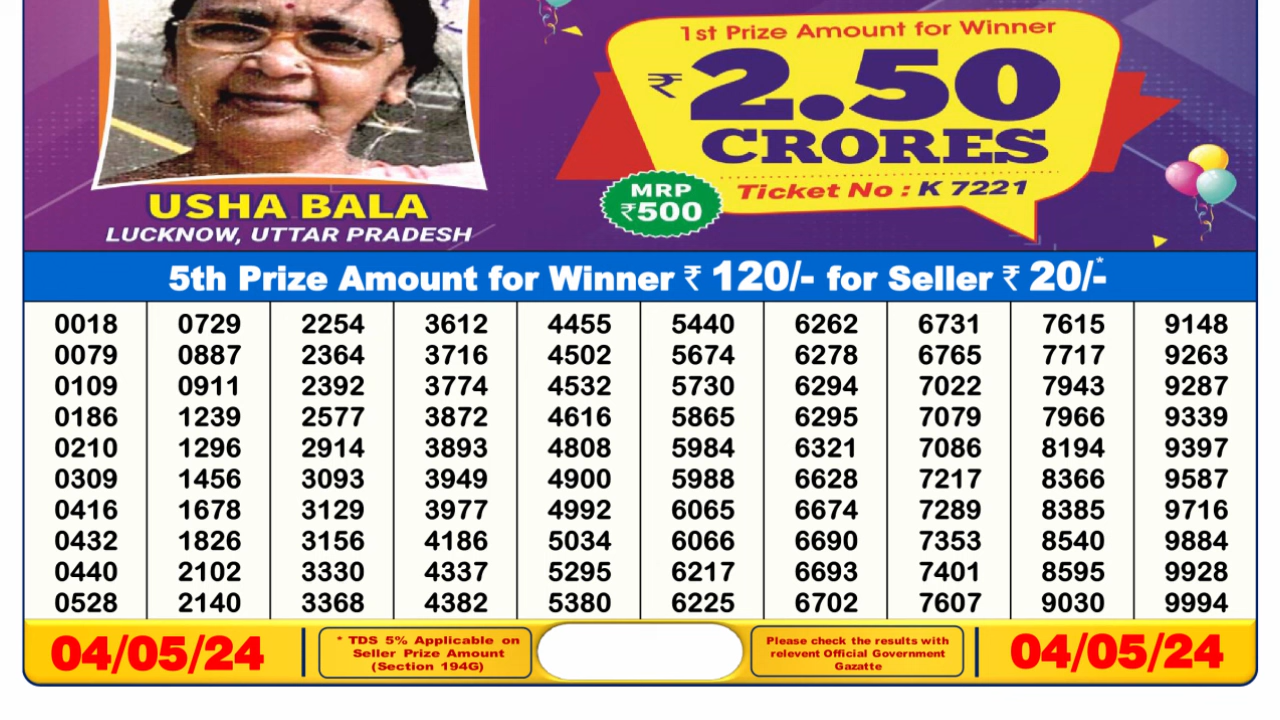 1st Prize Amount for Winner
₹2.50
CRORES
MRP
₹500
Ticket No : K 7221
USHA BALA
LUCKNOW, UTTAR PRADESH
5th Prize Amount for Winner ₹ 120/- for Seller ₹ 20/-*
0018 0729 2254 3612 4455 5440 6262 6731 7615 9148
0079 0887 2364 3716 4502 5674 6278 6765 7717 9263
0109 0911 2392 3774 4532 5730 6294 7022 7943 9287
0186 1239 2577 3872 4616 5865 6295 7079 7966 9339
0210 1296 2914 3893 4808 5984 6321 7086 8194 9397
0309 1456 3093 3949 4900 5988 6628 7217 8366 9587
0416 1678 3129 3977 4992 6065 6674 7289 8385 9716
0432 1826 3156 4186 5034 6066 6690 7353 8540 9884
0440 2102 3330 4337 5295 6217 6693 7401 8595 9928
0528 2140 3368 4382 5380 6225 6702 7607 9030 9994
04/05/24
* TDS 5% Applicable on
Seller Prize Amount
(Section 194G)
Please check the results with
relevent Official Government
Gazatte
04/05/24